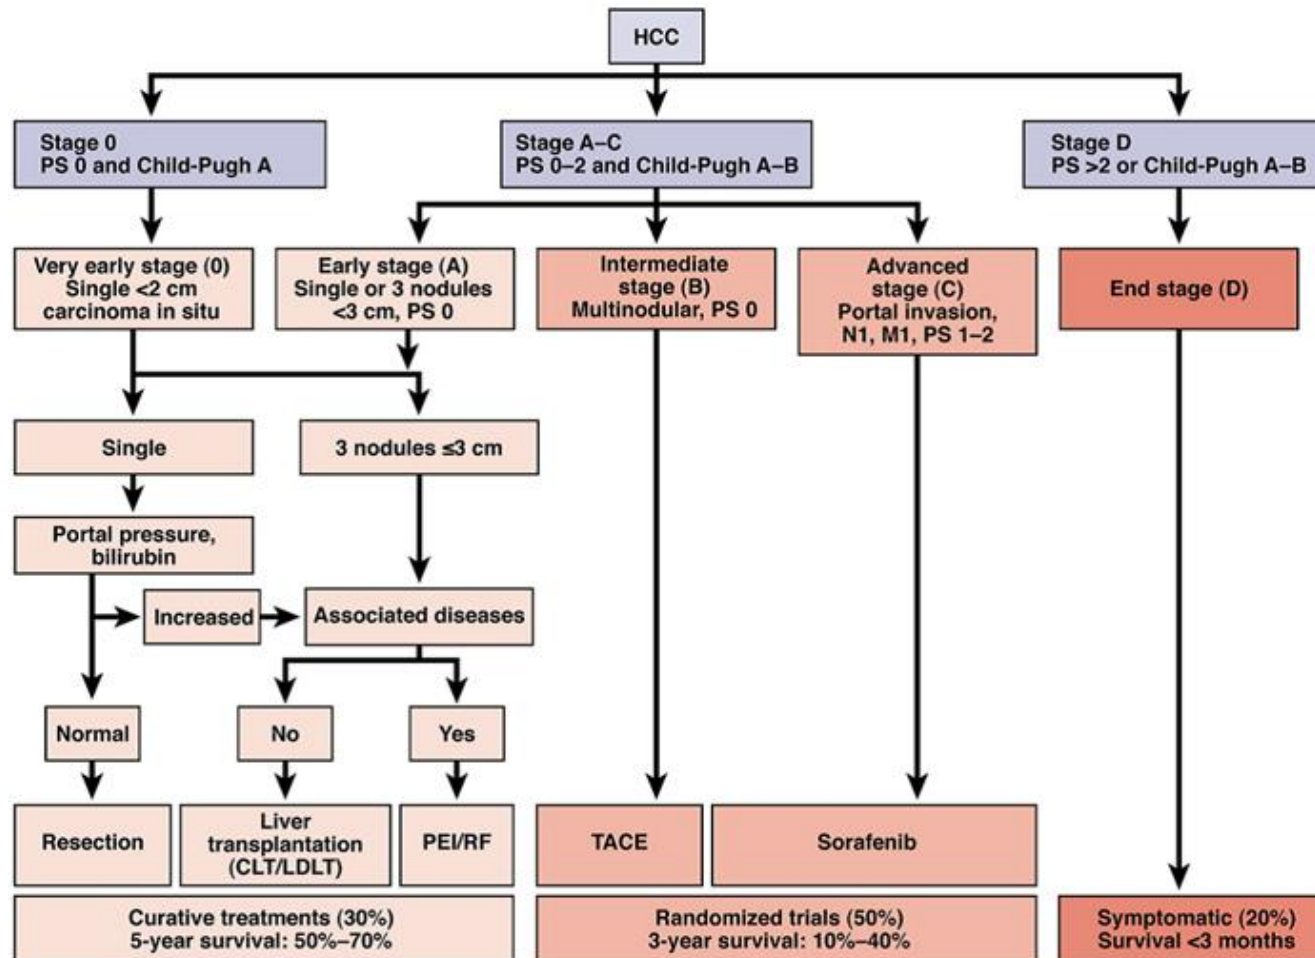 HCC
Stage 0
PS 0 and Child-Pugh A
Stage A–C
PS 0–2 and Child-Pugh A–B
Stage D
PS >2 or Child-Pugh A–B
Very early stage (0)
Single <2 cm
carcinoma in situ
Early stage (A)
Single or 3 nodules
<3 cm, PS 0
Intermediate
stage (B)
Multinodular, PS 0
Advanced
stage (C)
Portal invasion,
N1, M1, PS 1–2
End stage (D)
Single
3 nodules ≤3 cm
Portal pressure,
bilirubin
Increased
Associated diseases
Normal
No
Yes
Resection
Liver
transplantation
(CLT/LDLT)
PEI/RF
TACE
Sorafenib
Curative treatments (30%)
5-year survival: 50%–70%
Randomized trials (50%)
3-year survival: 10%–40%
Symptomatic (20%)
Survival <3 months